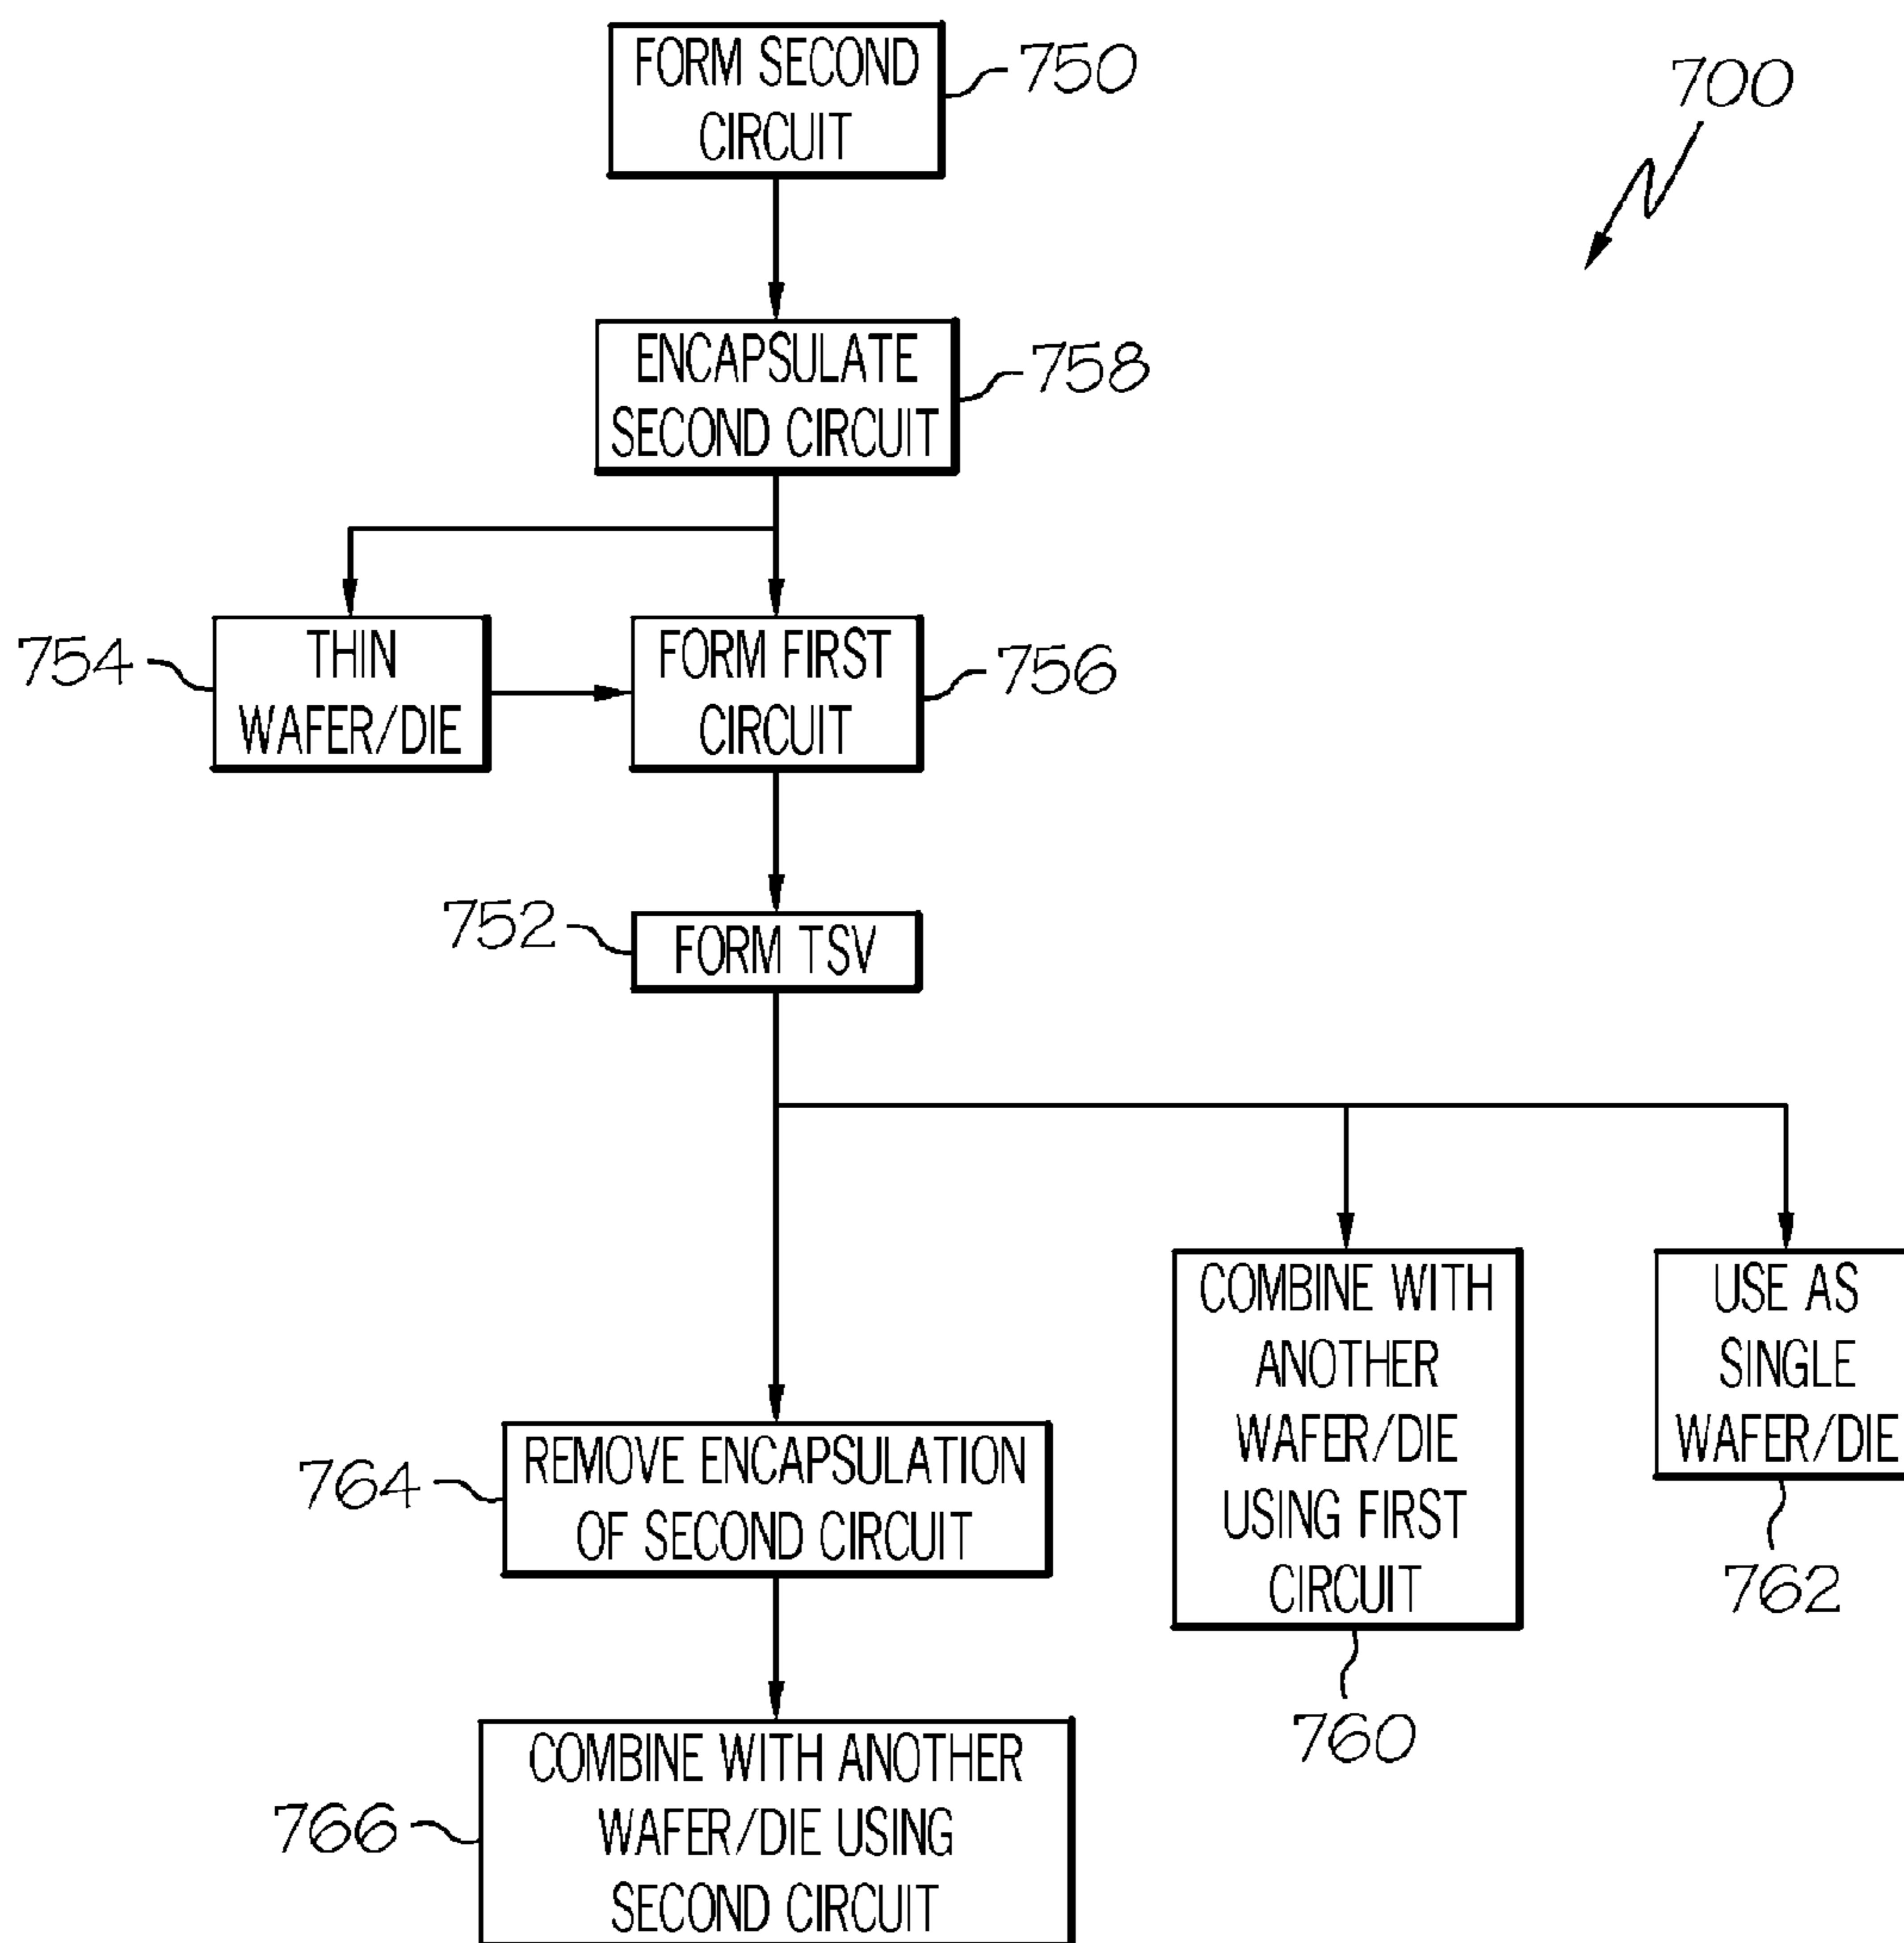 FORM SECOND
CIRCUIT
750
700
ENCAPSULATE
SECOND CIRCUIT
758
754
THIN
WAFER/DIE
FORM FIRST
CIRCUIT
756
752
FORM TSV
COMBINE WITH
ANOTHER
WAFER/DIE
USING FIRST
CIRCUIT
760
USE AS
SINGLE
WAFER/DIE
762
764
REMOVE ENCAPSULATION
OF SECOND CIRCUIT
766
COMBINE WITH ANOTHER
WAFER/DIE USING
SECOND CIRCUIT